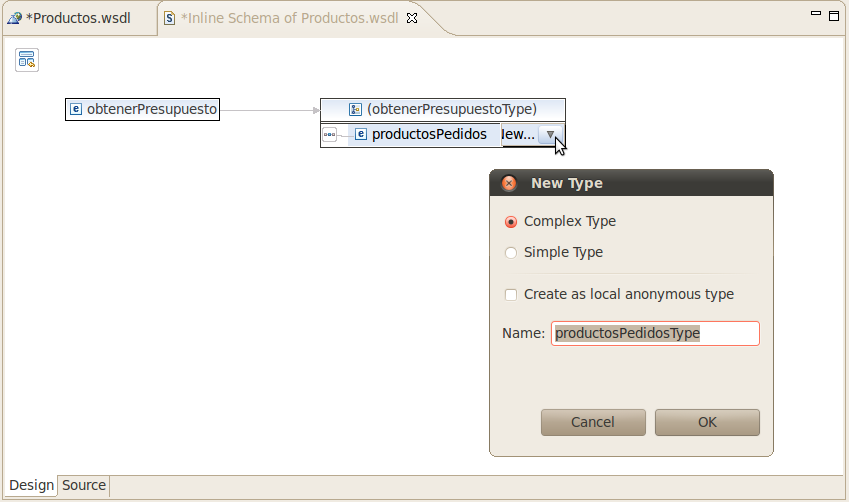 *Productos.wsdl
*Inline Schema of Productos.wsdl
obtenerPresupuesto
(obtenerPresupuestoType)
productosPedidos
New...
New Type
Complex Type
Simple Type
Create as local anonymous type
Name: productosPedidosType
Cancel OK
Design Source